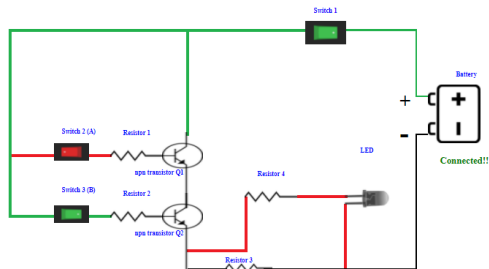 Switch 1
Battery
+
-
Switch 2 (A)
Resistor 1
LED
Connected!!
npn transistor Q1
Resistor 4
Switch 3 (B)
Resistor 2
npn transistor Q2
Resistor 3